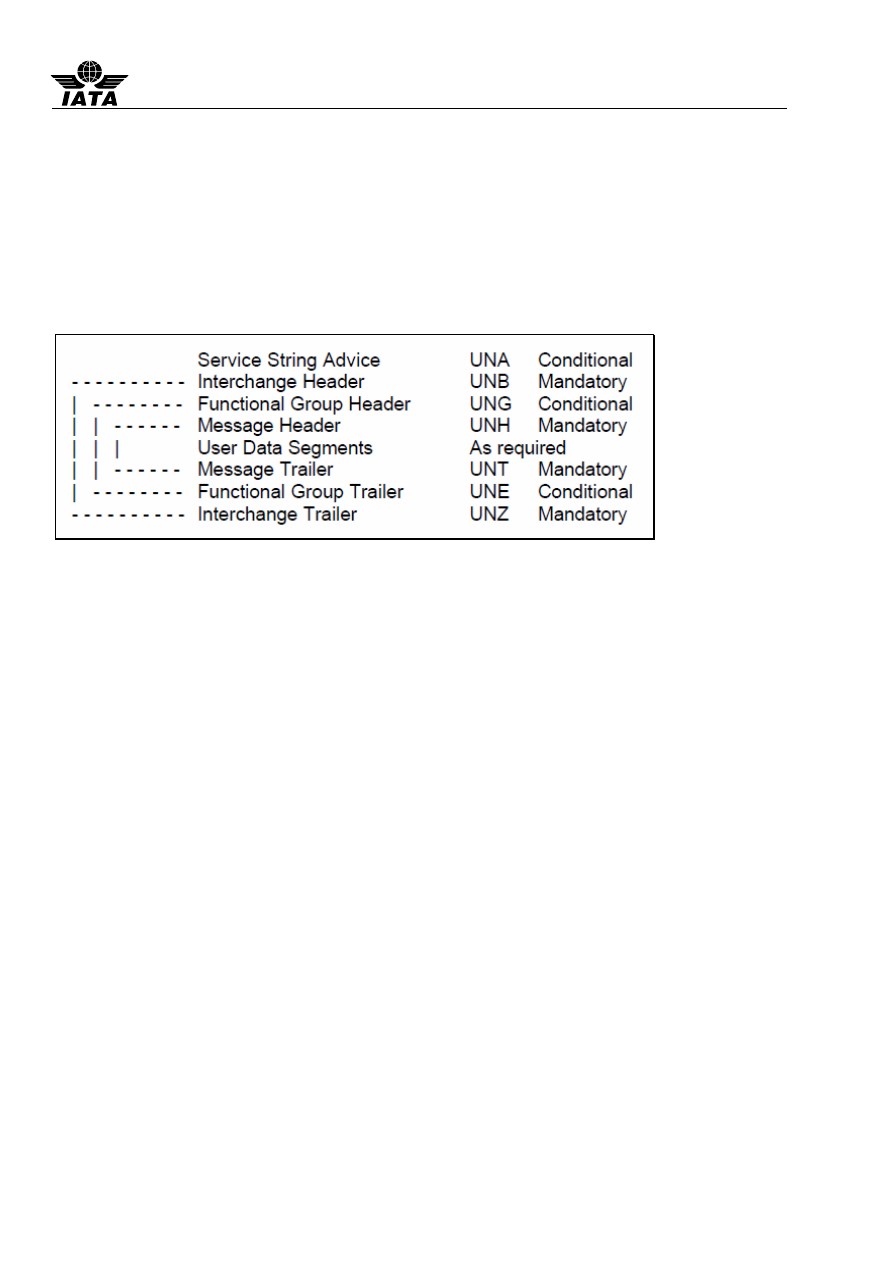 IATA
Service String Advice UNA Conditional
- - - - - - - - - - Interchange Header UNB Mandatory
| - - - - - - - - Functional Group Header UNG Conditional
| | - - - - - - Message Header UNH Mandatory
| | | User Data Segments As required
| | - - - - - - Message Trailer UNT Mandatory
| - - - - - - - - Functional Group Trailer UNE Conditional
- - - - - - - - - - Interchange Trailer UNZ Mandatory